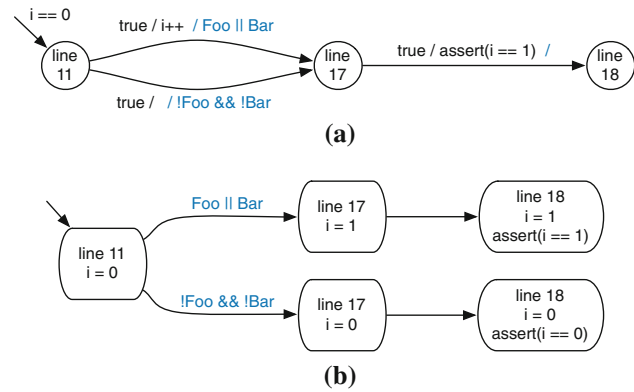 i == 0
true / i++ / Foo || Bar
line
11
line
17
true / assert(i == 1) /
line
18
true / / !Foo && !Bar
(a)
Foo || Bar
line 17
i = 1
line 18
i = 1
assert(i == 1)
line 11
i = 0
!Foo && !Bar
line 17
i = 0
line 18
i = 0
assert(i == 0)
(b)